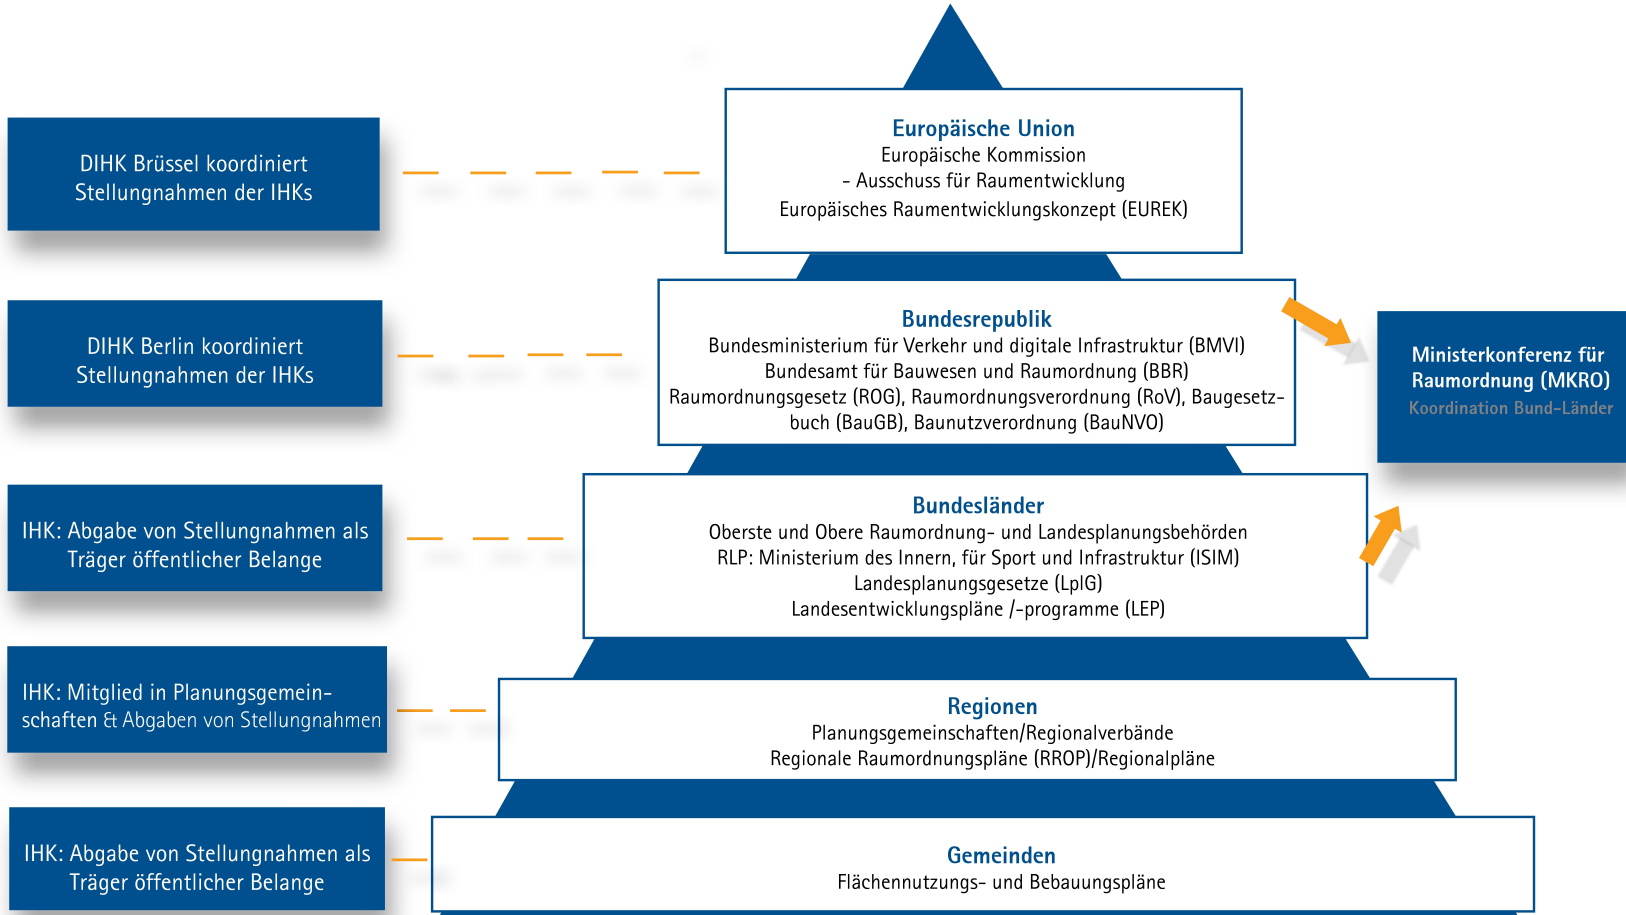 DIHK Brüssel koordiniert
Stellungnahmen der IHKs
Europäische Union
Europäische Kommission
- Ausschuss für Raumentwicklung
Europäisches Raumentwicklungskonzept (EUREK)
DIHK Berlin koordiniert
Stellungnahmen der IHKs
Bundesrepublik
Bundesministerium für Verkehr und digitale Infrastruktur (BMVI)
Bundesamt für Bauwesen und Raumordnung (BBR)
Raumordnungsgesetz (ROG), Raumordnungsverordnung (RoV), Baugesetz-
buch (BauGB), Baunutzverordnung (BauNVO)
Ministerkonferenz für
Raumordnung (MKRO)
Koordination Bund-Länder
IHK: Abgabe von Stellungnahmen als
Träger öffentlicher Belange
Bundesländer
Oberste und Obere Raumordnung- und Landesplanungsbehörden
RLP: Ministerium des Innern, für Sport und Infrastruktur (ISIM)
Landesplanungsgesetze (LplG)
Landesentwicklungspläne /-programme (LEP)
IHK: Mitglied in Planungsgemein-
schaften & Abgaben von Stellungnahmen
Regionen
Planungsgemeinschaften/Regionalverbände
Regionale Raumordnungspläne (RROP)/Regionalpläne
IHK: Abgabe von Stellungnahmen als
Träger öffentlicher Belange
Gemeinden
Flächennutzungs- und Bebauungspläne